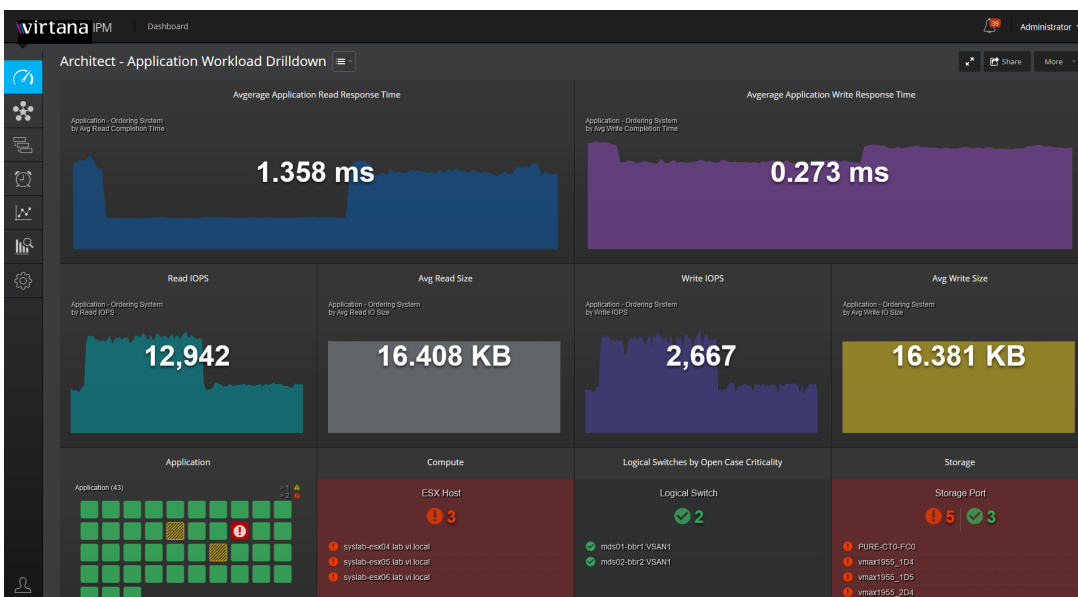 virtana IPM
Dashboard
39
Administrator
Architect - Application Workload Drilldown
Share
More
Avgerage Application Read Response Time
Application - Ordering System
by Avg Read Completion Time
1.358 ms
Avgerage Application Write Response Time
Application - Ordering System
by Avg Write Completion Time
0.273 ms
Read IOPS
Application - Ordering System
by Read IOPS
12,942
Avg Read Size
Application - Ordering System
by Avg Read IO Size
16.408 KB
Write IOPS
Application - Ordering System
by Write IOPS
2,667
Avg Write Size
Application - Ordering System
by Avg Write IO Size
16.381 KB
Application
Application (43)
> 1
> 2
Compute
ESX Host
3
syslab-esx04.lab.vi.local
syslab-esx05.lab.vi.local
syslab-esx06.lab.vi.local
Logical Switches by Open Case Criticality
Logical Switch
2
mds01-bbr1:VSAN1
mds02-bbr2:VSAN1
Storage
Storage Port
5 3
PURE-CT0-FC0
vmax1955_1D4
vmax1955_1D5
vmax1955_2D4